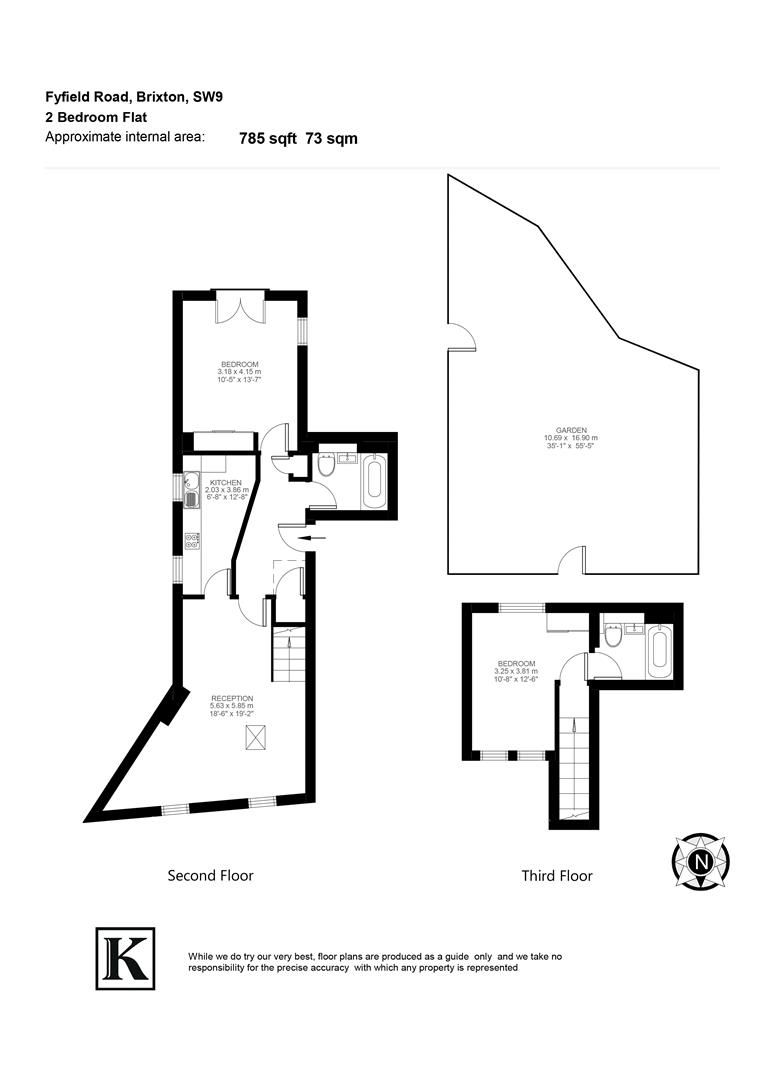 Fyfield Road, Brixton, SW9
2 Bedroom Flat
Approximate internal area: 785 sqft 73 sqm
BEDROOM
3.18 x 4.15 m
10'-5" x 13'-7"
GARDEN
10.69 x 16.90 m
35'-1" x 55'-5"
KITCHEN
2.03 x 3.86 m
6'-8" x 12'-8"
BEDROOM
3.25 x 3.81 m
10'-8" x 12'-6"
RECEPTION
5.63 x 5.85 m
18'-6" x 19'-2"
N
Second Floor
Third Floor
K
While we do try our very best, floor plans are produced as a guide only and we take no
responsibility for the precise accuracy with which any property is represented